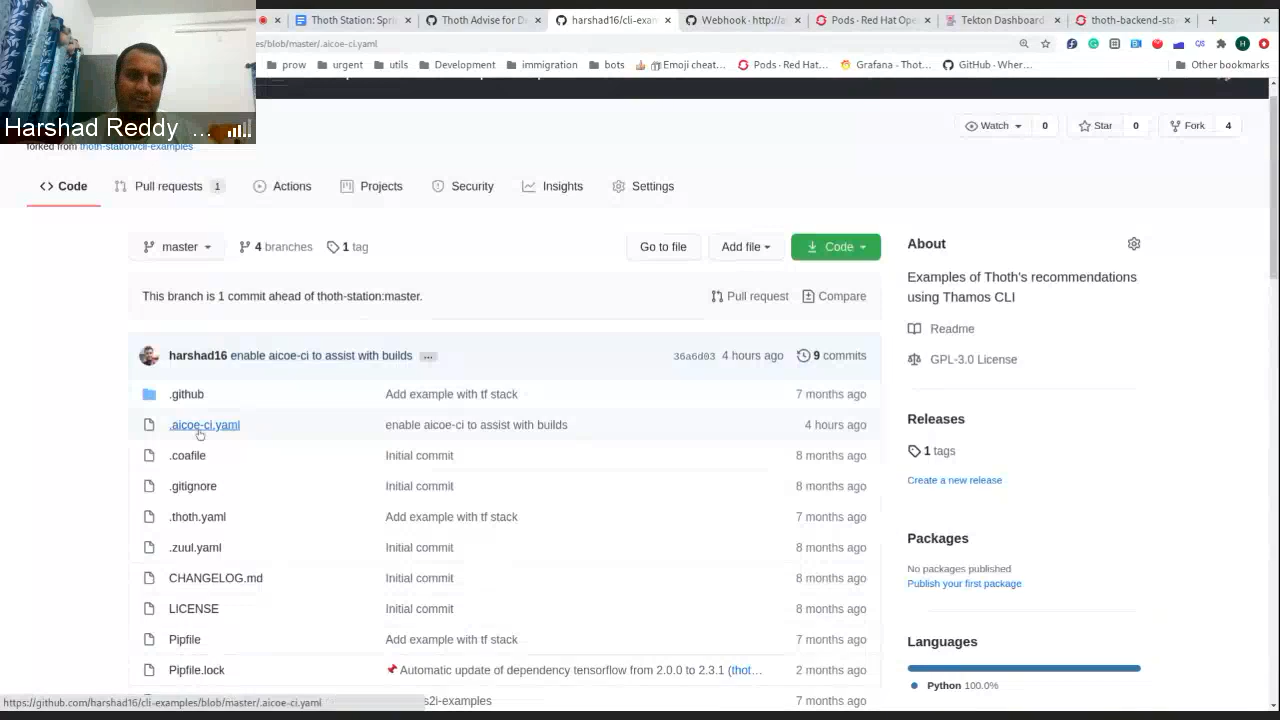 Thoth Station: Spri
Thoth Advise for D
harshad16/cli-exam
Webhook · http://a
Pods · Red Hat Ope
Tekton Dashboard
thoth-backend-sta
es/blob/master/.aicoe-ci.yaml
prow
urgent
utils
Development
immigration
bots
Emoji cheat...
Pods · Red Hat...
Grafana - Thot...
GitHub · Wher...
Other bookmarks
Harshad Reddy ...
forked from thoth-station/cli-examples
Watch 0
Star 0
Fork 4
Code
Pull requests 1
Actions
Projects
Security
Insights
Settings
master
4 branches
1 tag
Go to file
Add file
Code
This branch is 1 commit ahead of thoth-station:master.
Pull request
Compare
harshad16 enable aicoe-ci to assist with builds ... 36a6d03 4 hours ago 9 commits
.github Add example with tf stack 7 months ago
.aicoe-ci.yaml enable aicoe-ci to assist with builds 4 hours ago
.coafile Initial commit 8 months ago
.gitignore Initial commit 8 months ago
.thoth.yaml Add example with tf stack 7 months ago
.zuul.yaml Initial commit 8 months ago
CHANGELOG.md Initial commit 8 months ago
LICENSE Initial commit 8 months ago
Pipfile Add example with tf stack 7 months ago
Pipfile.lock 📌 Automatic update of dependency tensorflow from 2.0.0 to 2.3.1 (thot... 2 months ago
s2i-examples 7 months ago
About
Examples of Thoth's recommendations
using Thamos CLI
Readme
GPL-3.0 License
Releases
1 tags
Create a new release
Packages
No packages published
Publish your first package
Languages
Python 100.0%
https://github.com/harshad16/cli-examples/blob/master/.aicoe-ci.yaml